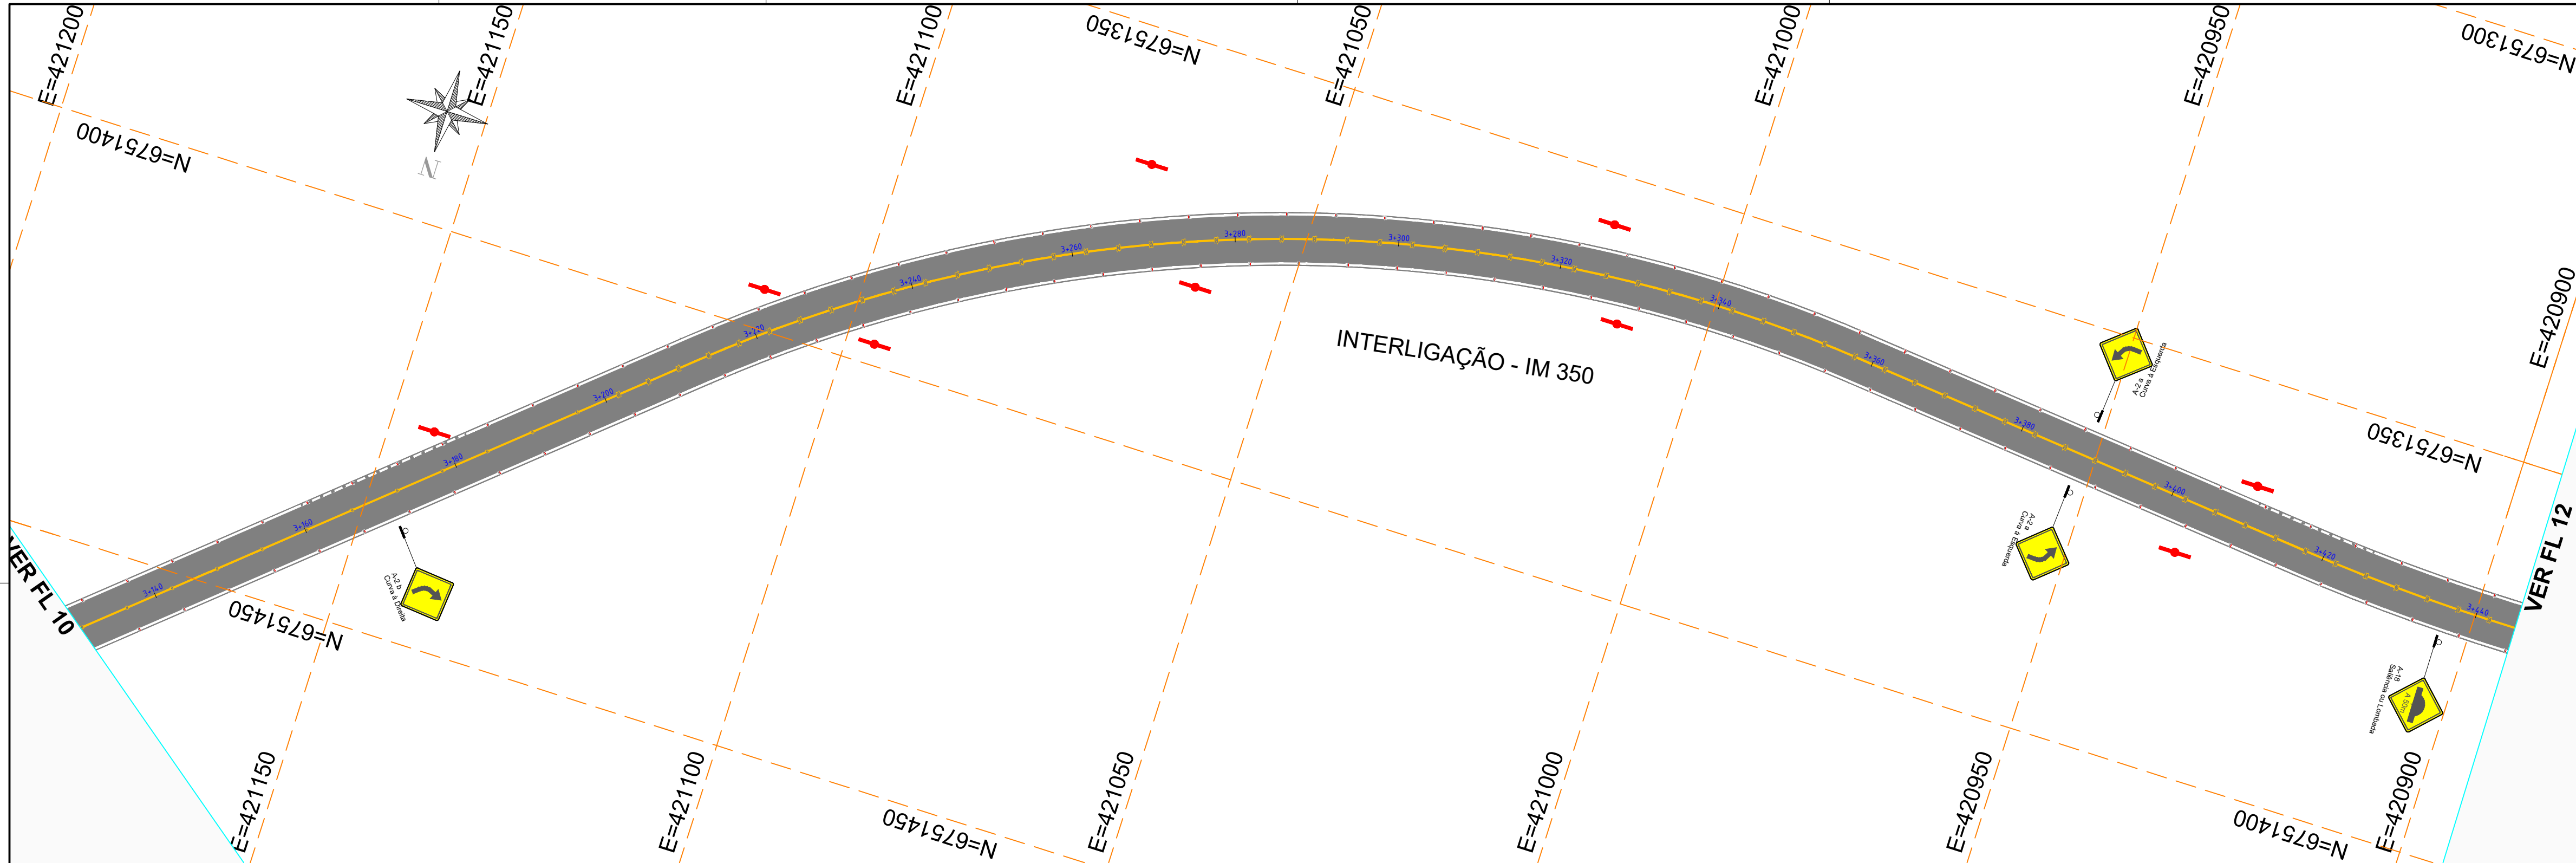 E=421200
E=421150
E=421100
E=421050
E=421000
E=420950
E=420900
N=6751350
N=6751300
N=6751400
N
3+140
3+160
3+180
3+200
3+220
3+240
3+260
3+280
3+300
3+320
3+340
3+360
3+380
3+400
3+420
3+440
INTERLIGAÇÃO - IM 350
A-2 a
Curva à Esquerda
N=6751350
A-2 a
Curva à Esquerda
A-2 b
Curva à Direita
VER FL 10
VER FL 12
N=6751450
A-18
Saliência ou Lombada
A 50m
E=421150
E=421100
E=421050
E=421000
E=420950
E=420900
N=6751450
N=6751400